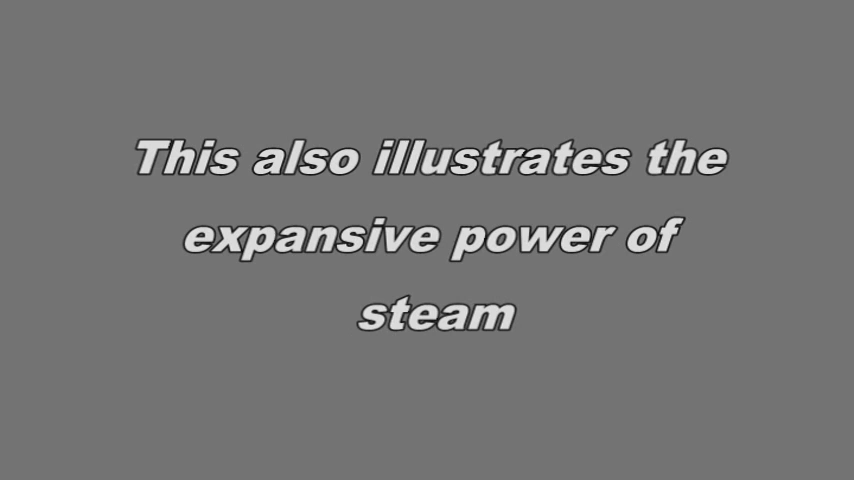 This also illustrates the
expansive power of
steam